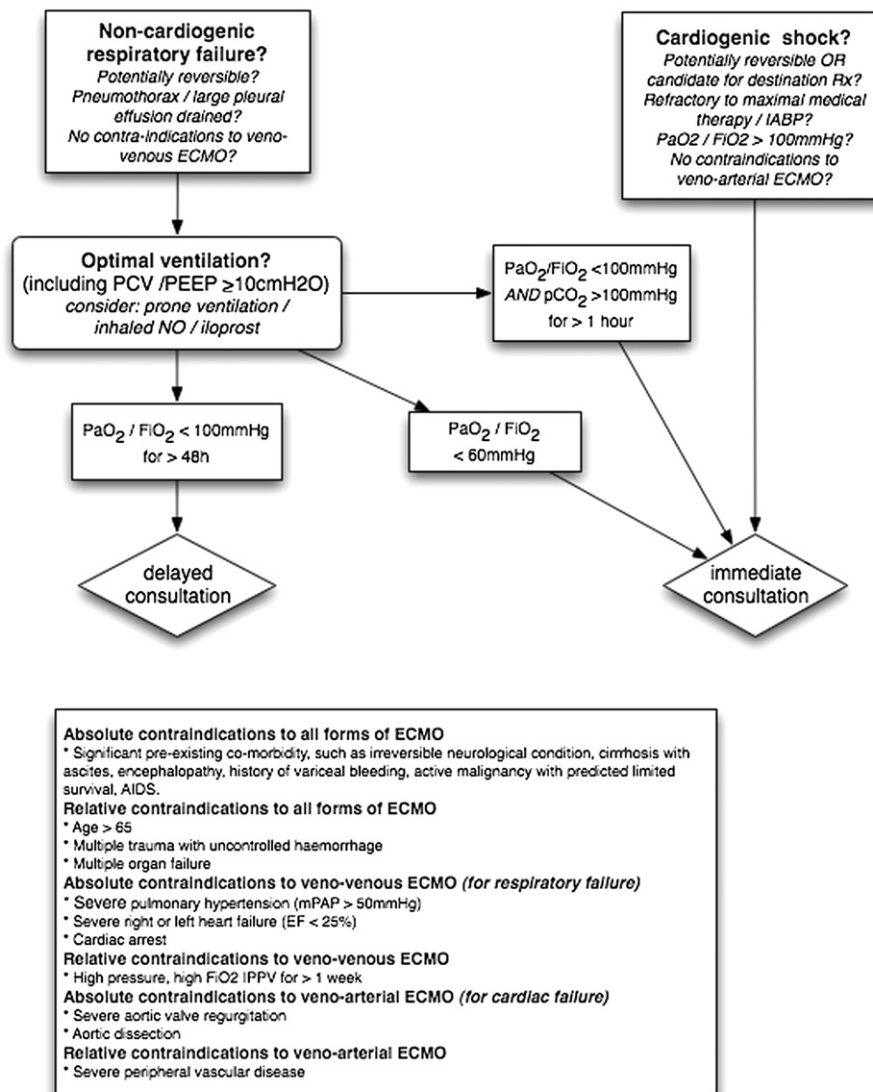 Non-cardiogenic
respiratory failure?
Potentially reversible?
Pneumothorax / large pleural
effusion drained?
No contra-indications to veno-
venous ECMO?
Cardiogenic shock?
Potentially reversible OR
candidate for destination Rx?
Refractory to maximal medical
therapy / IABP?
PaO2 / FiO2 > 100mmHg?
No contraindications to
veno-arterial ECMO?
Optimal ventilation?
(including PCV /PEEP ≥10cmH2O)
consider: prone ventilation /
inhaled NO / iloprost
PaO₂/FiO₂ <100mmHg
AND pCO₂ >100mmHg
for > 1 hour
PaO₂ / FiO₂ < 100mmHg
for > 48h
PaO₂ / FiO₂
< 60mmHg
delayed
consultation
immediate
consultation
Absolute contraindications to all forms of ECMO
* Significant pre-existing co-morbidity, such as irreversible neurological condition, cirrhosis with
ascites, encephalopathy, history of variceal bleeding, active malignancy with predicted limited
survival, AIDS.
Relative contraindications to all forms of ECMO
* Age > 65
* Multiple trauma with uncontrolled haemorrhage
* Multiple organ failure
Absolute contraindications to veno-venous ECMO (for respiratory failure)
* Severe pulmonary hypertension (mPAP > 50mmHg)
* Severe right or left heart failure (EF < 25%)
* Cardiac arrest
Relative contraindications to veno-venous ECMO
* High pressure, high FiO2 IPPV for > 1 week
Absolute contraindications to veno-arterial ECMO (for cardiac failure)
* Severe aortic valve regurgitation
* Aortic dissection
Relative contraindications to veno-arterial ECMO
* Severe peripheral vascular disease